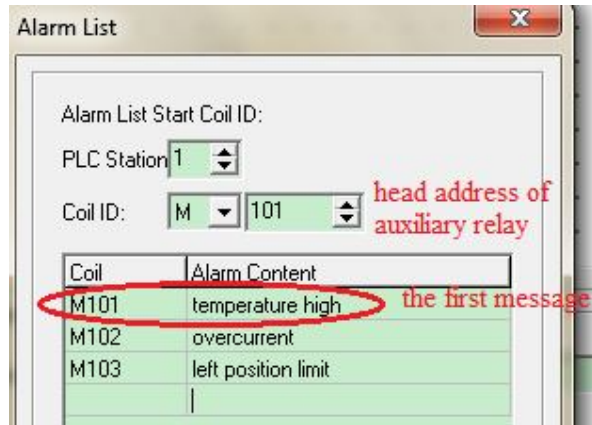 Alarm List
Alarm List Start Coil ID:
PLC Station 1
Coil ID: M 101
head address of
auxiliary relay
Coil Alarm Content
M101 temperature high
the first message
M102 overcurrent
M103 left position limit